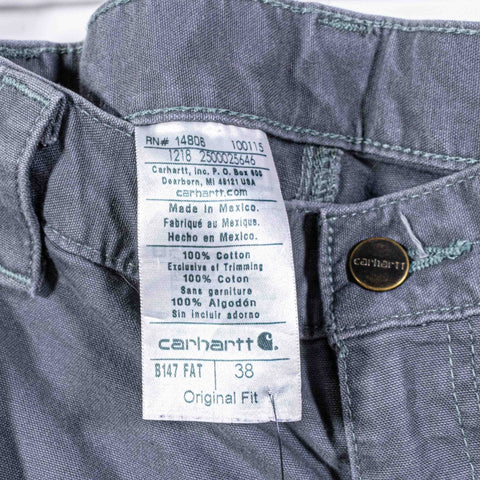 RN# 14806 100115
1218 2500025646
Carhartt, Inc. P. O. Box 600
Dearborn, MI 48121 USA
carhartt.com
Made in Mexico.
Fabriqué au Mexique.
Hecho en Mexico.
100% Cotton
Exclusive of Trimming
100% Coton
Sans garniture
100% Algodón
Sin incluir adorno
carhartt
B147 FAT 38
Original Fit
carhartt